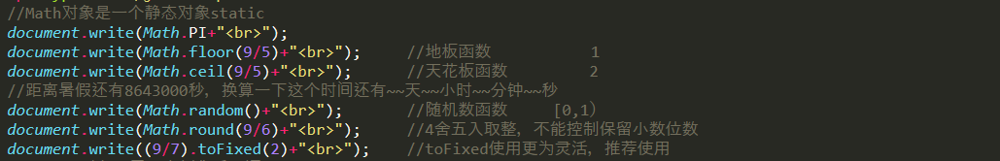 //Math对象是一个静态对象static
document.write(Math.PI+"<br>");
document.write(Math.floor(9/5)+"<br>"); //地板函数 1
document.write(Math.ceil(9/5)+"<br>"); //天花板函数 2
//距离暑假还有8643000秒，换算一下这个时间还有~~天~~小时~~分钟~~秒
document.write(Math.random()+"<br>"); //随机数函数 [0,1）
document.write(Math.round(9/6)+"<br>"); //4舍五入取整，不能控制保留小数位数
document.write((9/7).toFixed(2)+"<br>"); //toFixed使用更为灵活，推荐使用